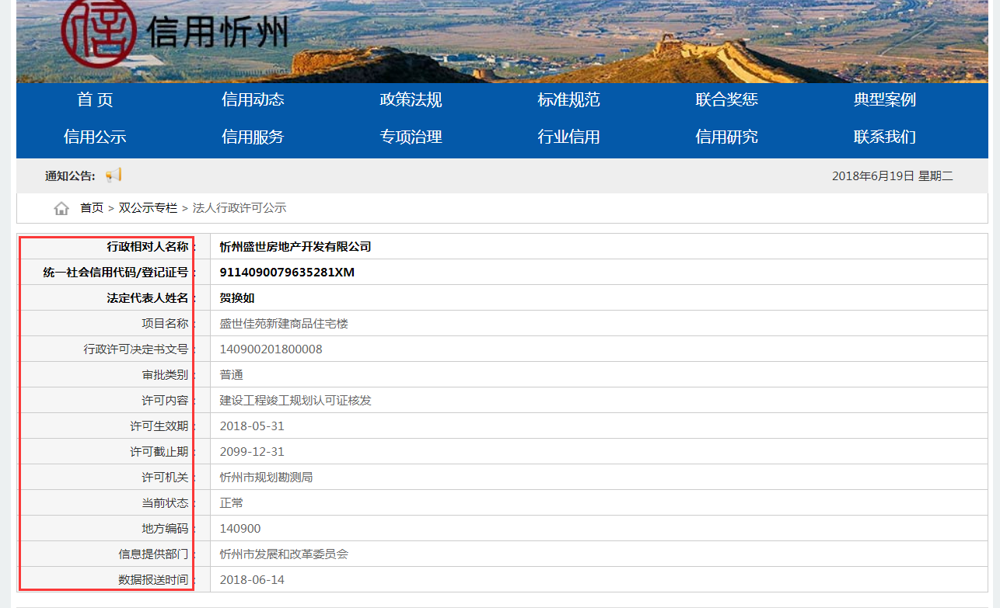 信 信用忻州
首 页 信用动态 政策法规 标准规范 联合奖惩 典型案例
信用公示 信用服务 专项治理 行业信用 信用研究 联系我们
通知公告: 2018年6月19日 星期二
首页 > 双公示专栏 > 法人行政许可公示
行政相对人名称: 忻州盛世房地产开发有限公司
统一社会信用代码/登记证号: 9114090079635281XM
法定代表人姓名: 贺换如
项目名称: 盛世佳苑新建商品住宅楼
行政许可决定书文号: 140900201800008
审批类别: 普通
许可内容: 建设工程竣工规划认可证核发
许可生效期: 2018-05-31
许可截止期: 2099-12-31
许可机关: 忻州市规划勘测局
当前状态: 正常
地方编码: 140900
信息提供部门: 忻州市发展和改革委员会
数据报送时间: 2018-06-14